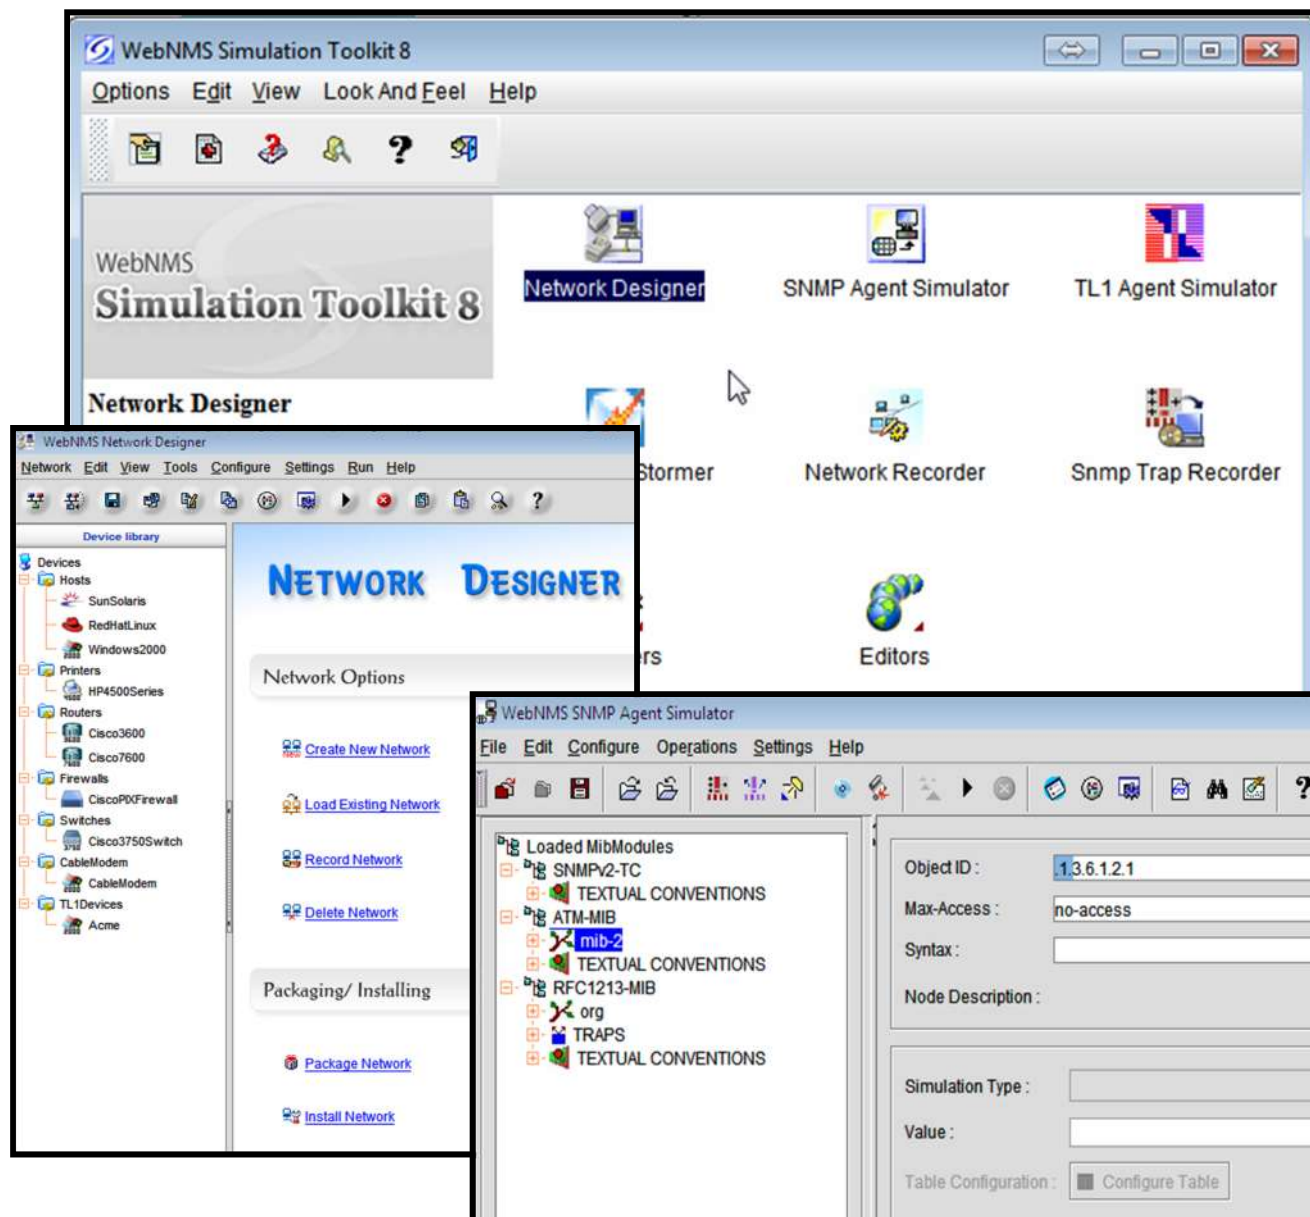 WebNMS Simulation Toolkit 8
Options Edit View Look And Feel Help
WebNMS
Simulation Toolkit 8
Network Designer
Network Designer SNMP Agent Simulator TL1 Agent Simulator
Stormer Network Recorder Snmp Trap Recorder
rs Editors
WebNMS Network Designer
Network Edit View Tools Configure Settings Run Help
Device library
Devices
Hosts
SunSolaris
RedHatLinux
Windows2000
Printers
HP4500Series
Routers
Cisco3600
Cisco7600
Firewalls
CiscoPIXFirewall
Switches
Cisco3750Switch
CableModem
CableModem
TL1Devices
Acme
NETWORK DESIGNER
Network Options
Create New Network
Load Existing Network
Record Network
Delete Network
Packaging/ Installing
Package Network
Install Network
WebNMS SNMP Agent Simulator
File Edit Configure Operations Settings Help
Loaded MibModules
SNMPv2-TC
TEXTUAL CONVENTIONS
ATM-MIB
mib-2
TEXTUAL CONVENTIONS
RFC1213-MIB
org
TRAPS
TEXTUAL CONVENTIONS
Object ID : .1.3.6.1.2.1
Max-Access : no-access
Syntax :
Node Description :
Simulation Type :
Value :
Table Configuration : Configure Table